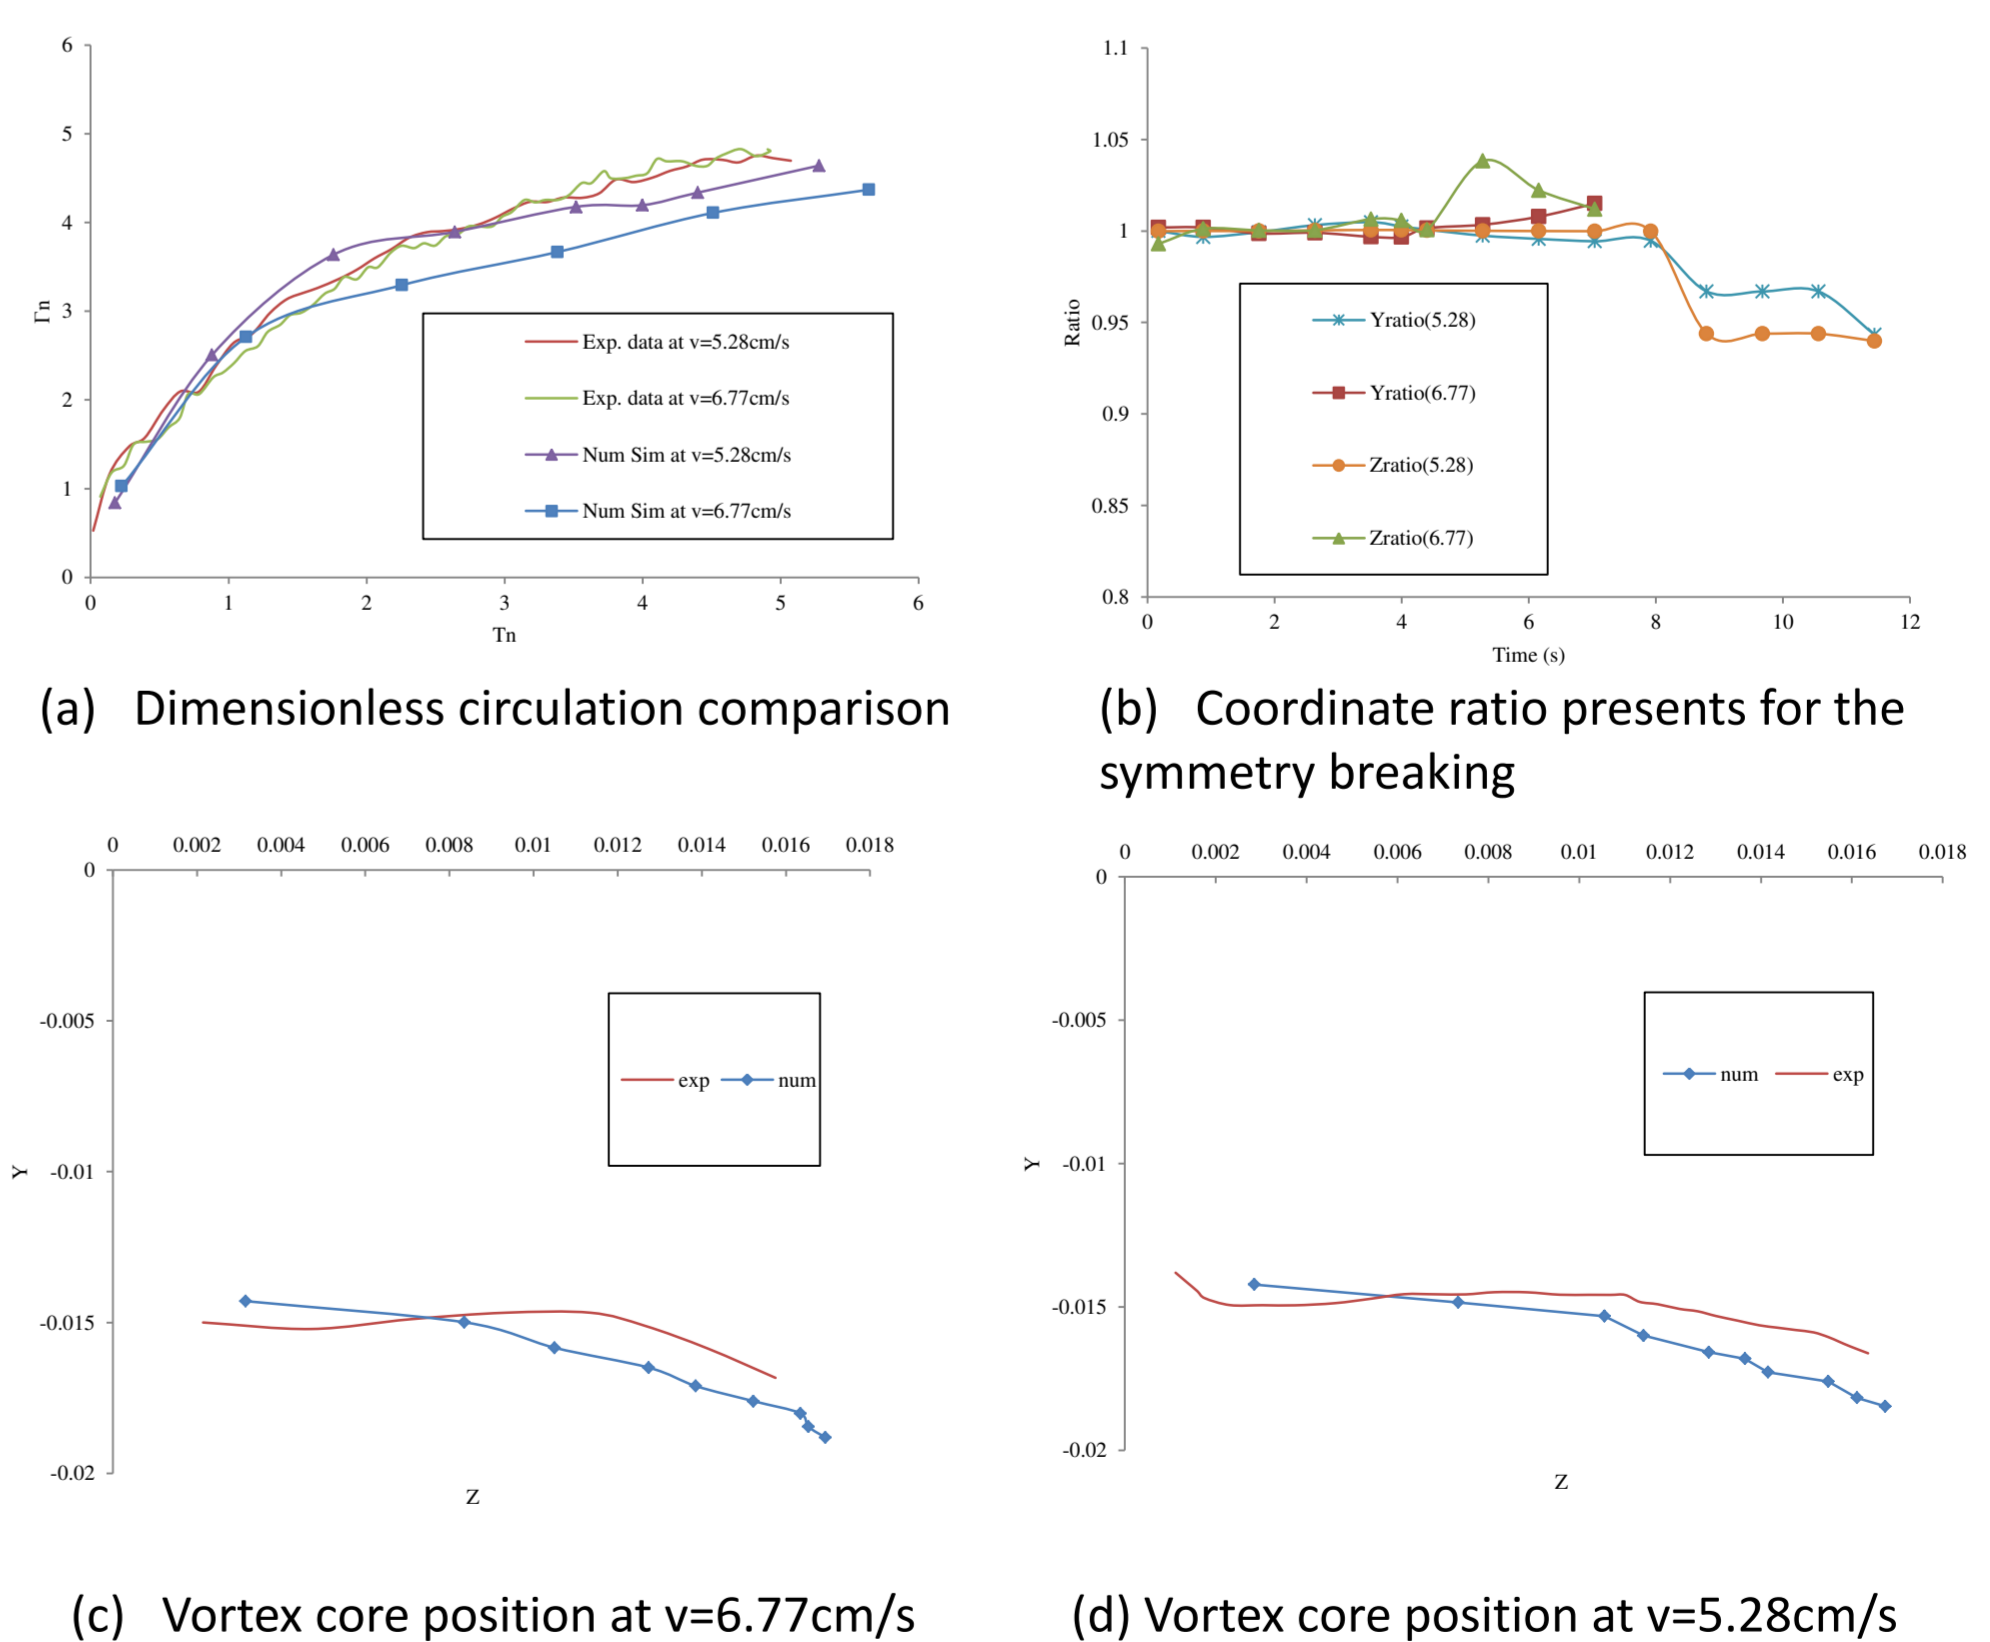 6
5
4
3
2
1
0
Γn
0 1 2 3 4 5 6
Tn
Exp. data at v=5.28cm/s
Exp. data at v=6.77cm/s
Num Sim at v=5.28cm/s
Num Sim at v=6.77cm/s
(a) Dimensionless circulation comparison
1.1
1.05
1
0.95
0.9
0.85
0.8
Ratio
0 2 4 6 8 10 12
Time (s)
Yratio(5.28)
Yratio(6.77)
Zratio(5.28)
Zratio(6.77)
(b) Coordinate ratio presents for the
symmetry breaking
0 0.002 0.004 0.006 0.008 0.01 0.012 0.014 0.016 0.018
0
-0.005
-0.01
-0.015
-0.02
Y
exp num
Z
(c) Vortex core position at v=6.77cm/s
0 0.002 0.004 0.006 0.008 0.01 0.012 0.014 0.016 0.018
0
-0.005
-0.01
-0.015
-0.02
Y
num exp
Z
(d) Vortex core position at v=5.28cm/s